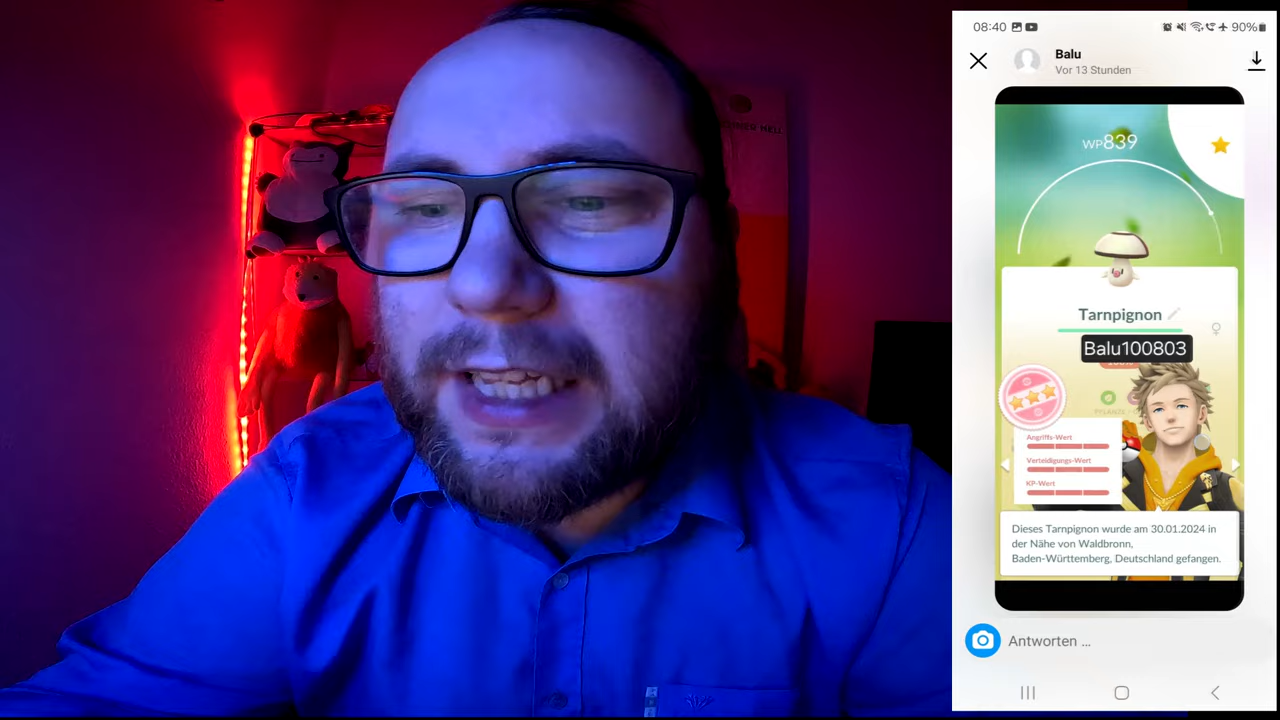 08:40
90%
Balu
Vor 13 Stunden
WP839
Tarnpignon
Balu100803
Angriffs-Wert
Verteidigungs-Wert
KP-Wert
Dieses Tarnpignon wurde am 30.01.2024 in
der Nähe von Waldbronn,
Baden-Württemberg, Deutschland gefangen.
Antworten ...